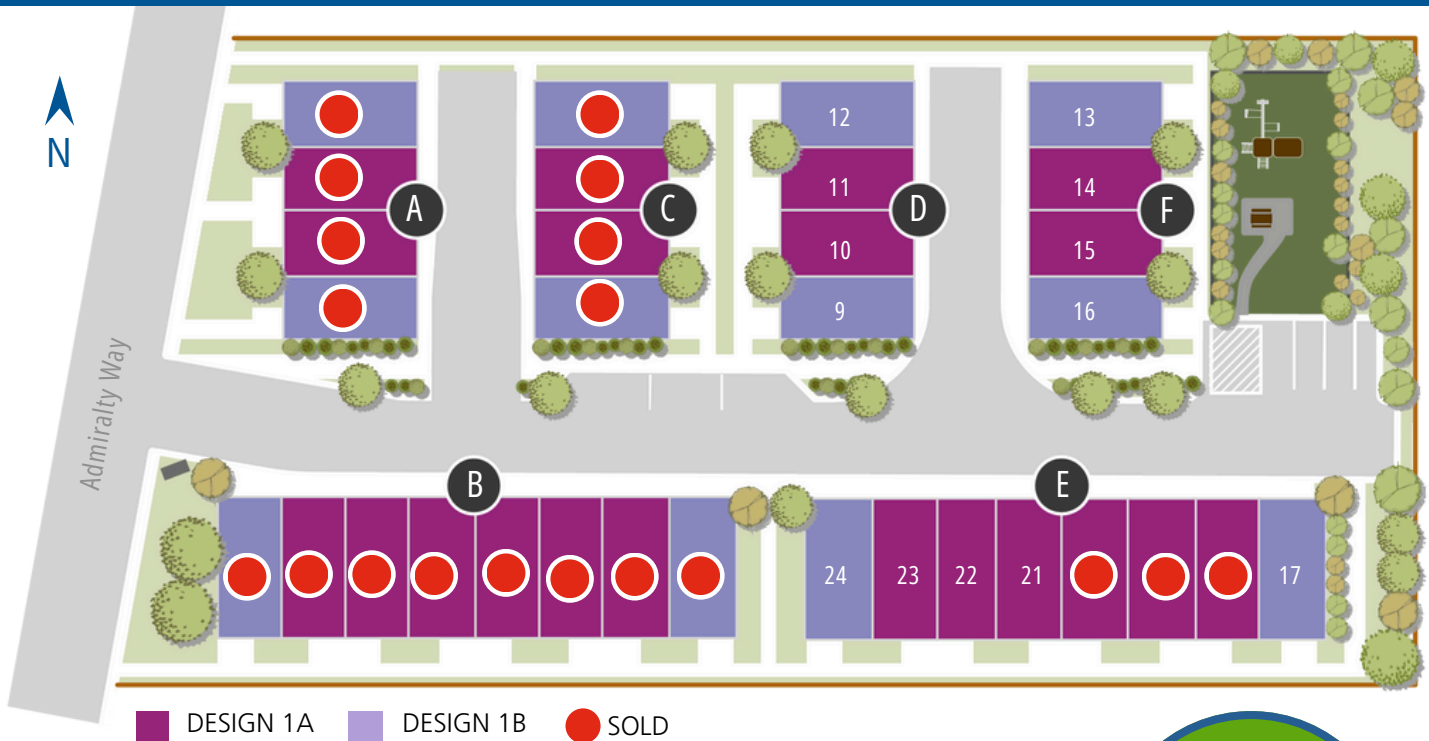 N
12
13
11
14
A
C
D
F
10
15
9
16
Admiralty Way
B
E
24
23
22
21
17
DESIGN 1A
DESIGN 1B
SOLD